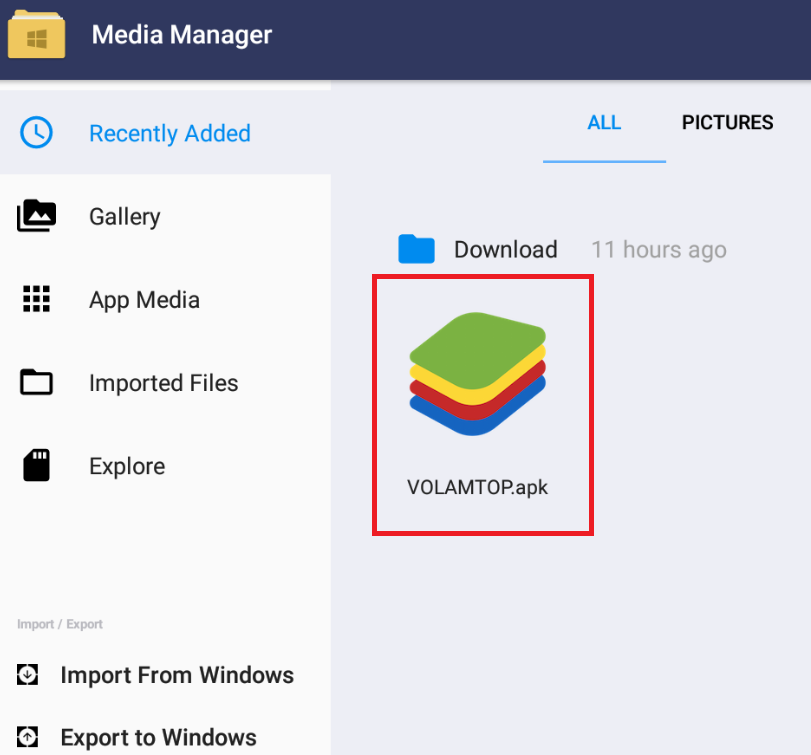 Media Manager
Recently Added
Gallery
App Media
Imported Files
Explore
Import / Export
Import From Windows
Export to Windows
ALL PICTURES
Download 11 hours ago
VOLAMTOP.apk